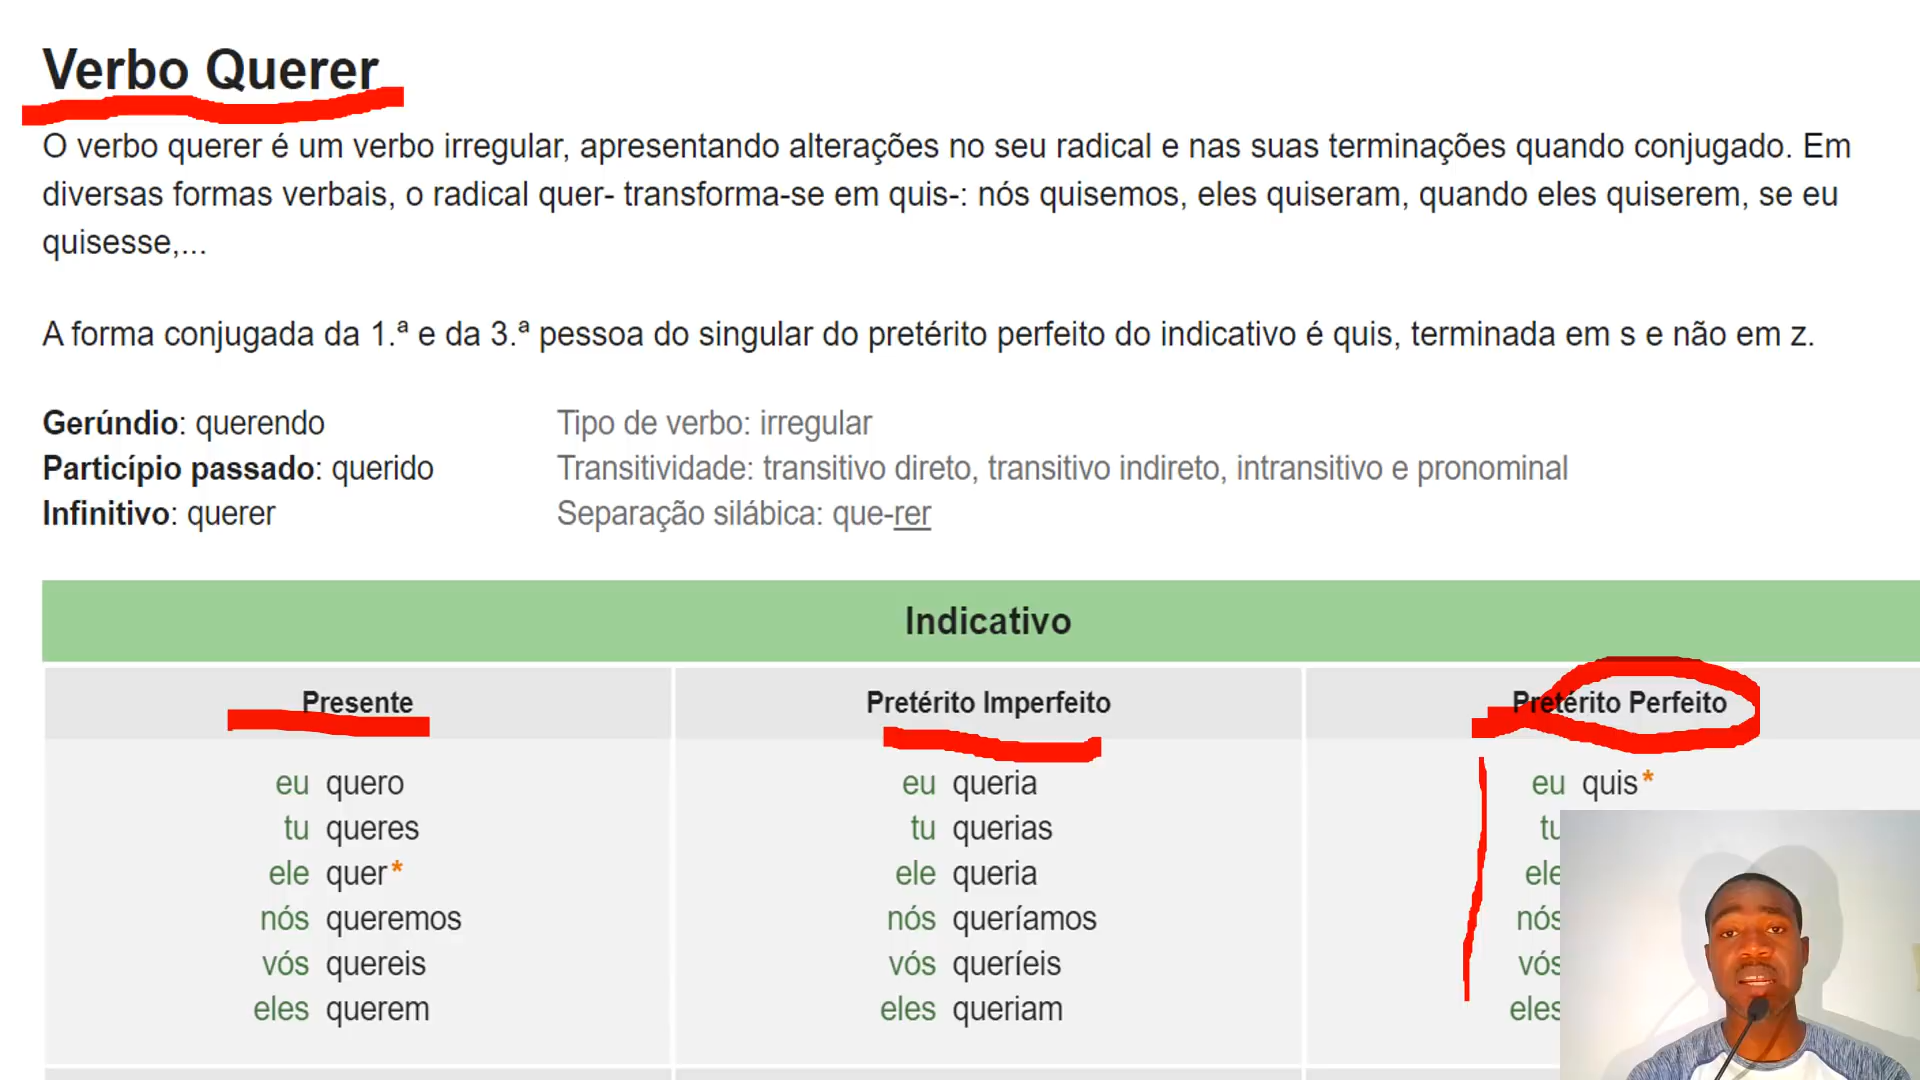 Verbo Querer
O verbo querer é um verbo irregular, apresentando alterações no seu radical e nas suas terminações quando conjugado. Em
diversas formas verbais, o radical quer- transforma-se em quis-: nós quisemos, eles quiseram, quando eles quiserem, se eu
quisesse,...
A forma conjugada da 1.ª e da 3.ª pessoa do singular do pretérito perfeito do indicativo é quis, terminada em s e não em z.
Gerúndio: querendo
Particípio passado: querido
Infinitivo: querer
Tipo de verbo: irregular
Transitividade: transitivo direto, transitivo indireto, intransitivo e pronominal
Separação silábica: que-rer
Indicativo
Presente
eu quero
tu queres
ele quer*
nós queremos
vós quereis
eles querem
Pretérito Imperfeito
eu queria
tu querias
ele queria
nós queríamos
vós queríeis
eles queriam
Pretérito Perfeito
eu quis*
tu
ele
nós
vós
eles